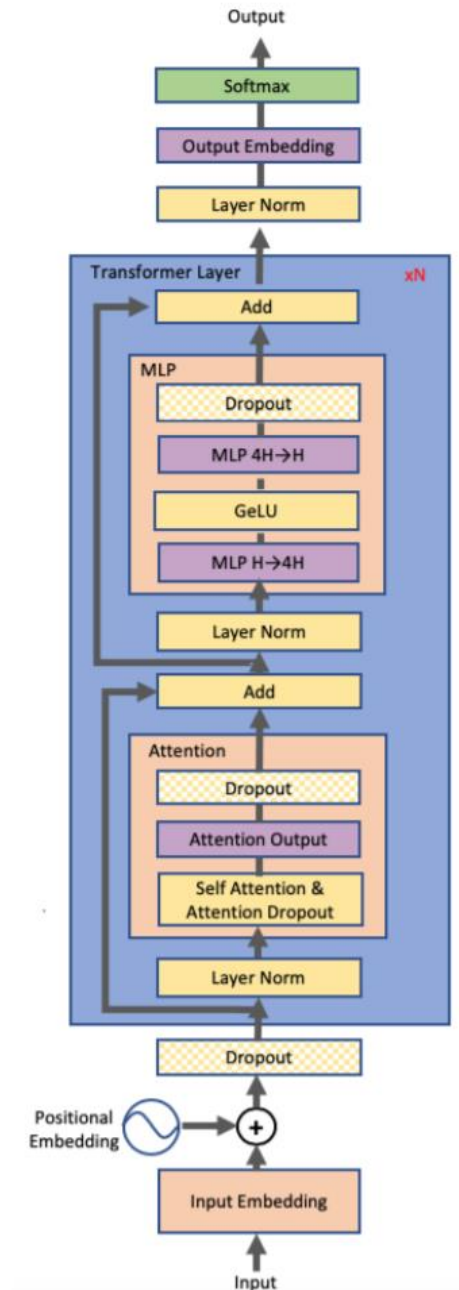 Output
Softmax
Output Embedding
Layer Norm
Transformer Layer
xN
Add
MLP
Dropout
MLP 4H→H
GeLU
MLP H→4H
Layer Norm
Add
Attention
Dropout
Attention Output
Self Attention &
Attention Dropout
Layer Norm
Dropout
Positional
Embedding
+
Input Embedding
Input